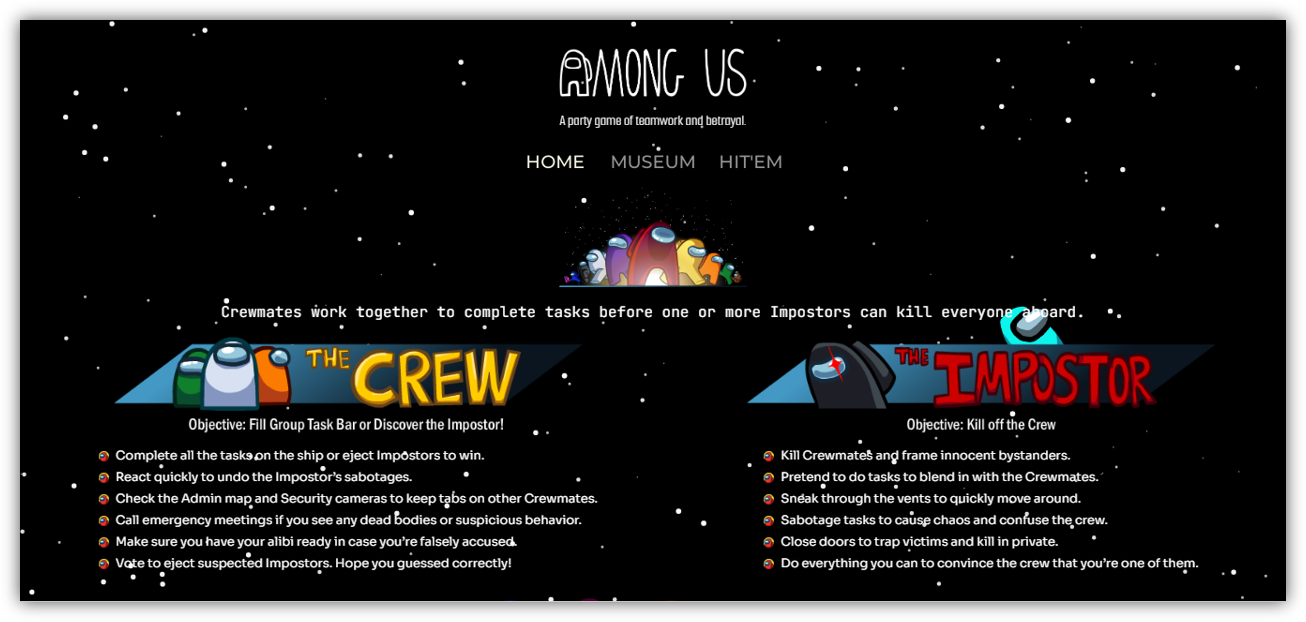 AMONG US
A party game of teamwork and betrayal.
HOME MUSEUM HIT'EM
Crewmates work together to complete tasks before one or more Impostors can kill everyone aboard.
THE CREW
Objective: Fill Group Task Bar or Discover the Impostor!
Complete all the tasks on the ship or eject Impostors to win.
React quickly to undo the Impostor’s sabotages.
Check the Admin map and Security cameras to keep tabs on other Crewmates.
Call emergency meetings if you see any dead bodies or suspicious behavior.
Make sure you have your alibi ready in case you’re falsely accused.
Vote to eject suspected Impostors. Hope you guessed correctly!
THE IMPOSTOR
Objective: Kill off the Crew
Kill Crewmates and frame innocent bystanders.
Pretend to do tasks to blend in with the Crewmates.
Sneak through the vents to quickly move around.
Sabotage tasks to cause chaos and confuse the crew.
Close doors to trap victims and kill in private.
Do everything you can to convince the crew that you’re one of them.